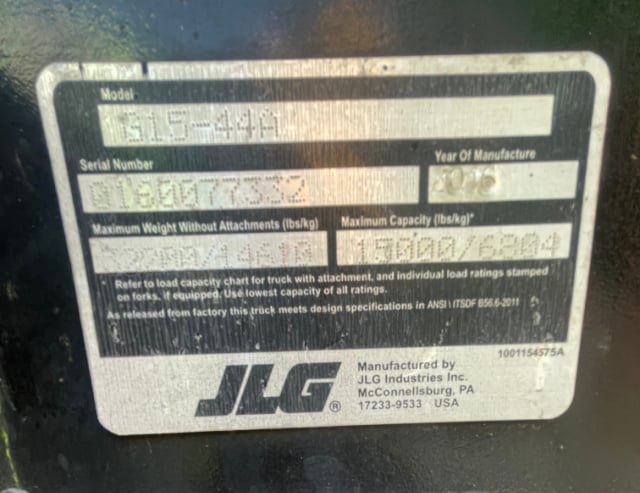 Model
G15-44A
Serial Number
Year Of Manufacture
0160077332
Maximum Weight Without Attachments (lbs/kg)
Maximum Capacity (lbs/kg)*
15000/6804
* Refer to load capacity chart for truck with attachment, and individual load ratings stamped
on forks, if equipped. Use lowest capacity of all ratings.
As released from factory this truck meets design specifications in ANSI \ ITSDF B56.6-2011
1001154575A
JLG®
Manufactured by
JLG Industries Inc.
McConnellsburg, PA
17233-9533 USA